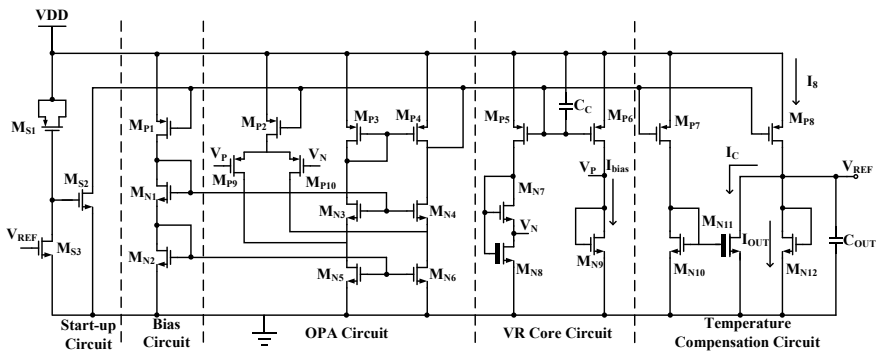 VDD
I8
MP3
MP4
MP5
CC
MP6
MP7
MP8
MS1
MP1
MP2
VP
VN
MP9
MP10
VP
Ibias
IC
VREF
MS2
MN1
MN3
MN4
MN7
VN
MN11
VREF
MS3
MN2
MN5
MN6
MN8
MN9
MN10
IOUT
MN12
COUT
Start-up
Circuit
Bias
Circuit
OPA Circuit
VR Core Circuit
Temperature
Compensation Circuit